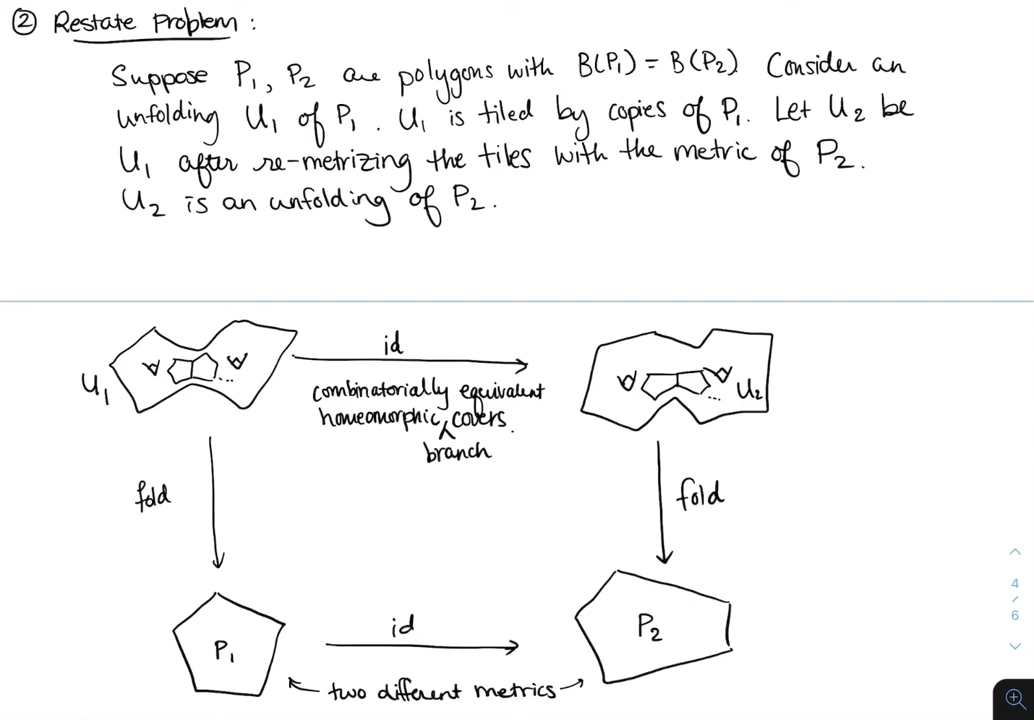 ② Restate Problem :
Suppose P₁, P₂ are polygons with B(P₁) = B(P₂). Consider an
unfolding U₁ of P₁. U₁ is tiled by copies of P₁. Let U₂ be
U₁ after re-metrizing the tiles with the metric of P₂.
U₂ is an unfolding of P₂.
id
U₁
...
combinatorially equivalent
homeomorphic ‸ covers.
branch
U₂
...
fold
fold
P₁
id
P₂
two different metrics
4
/
6